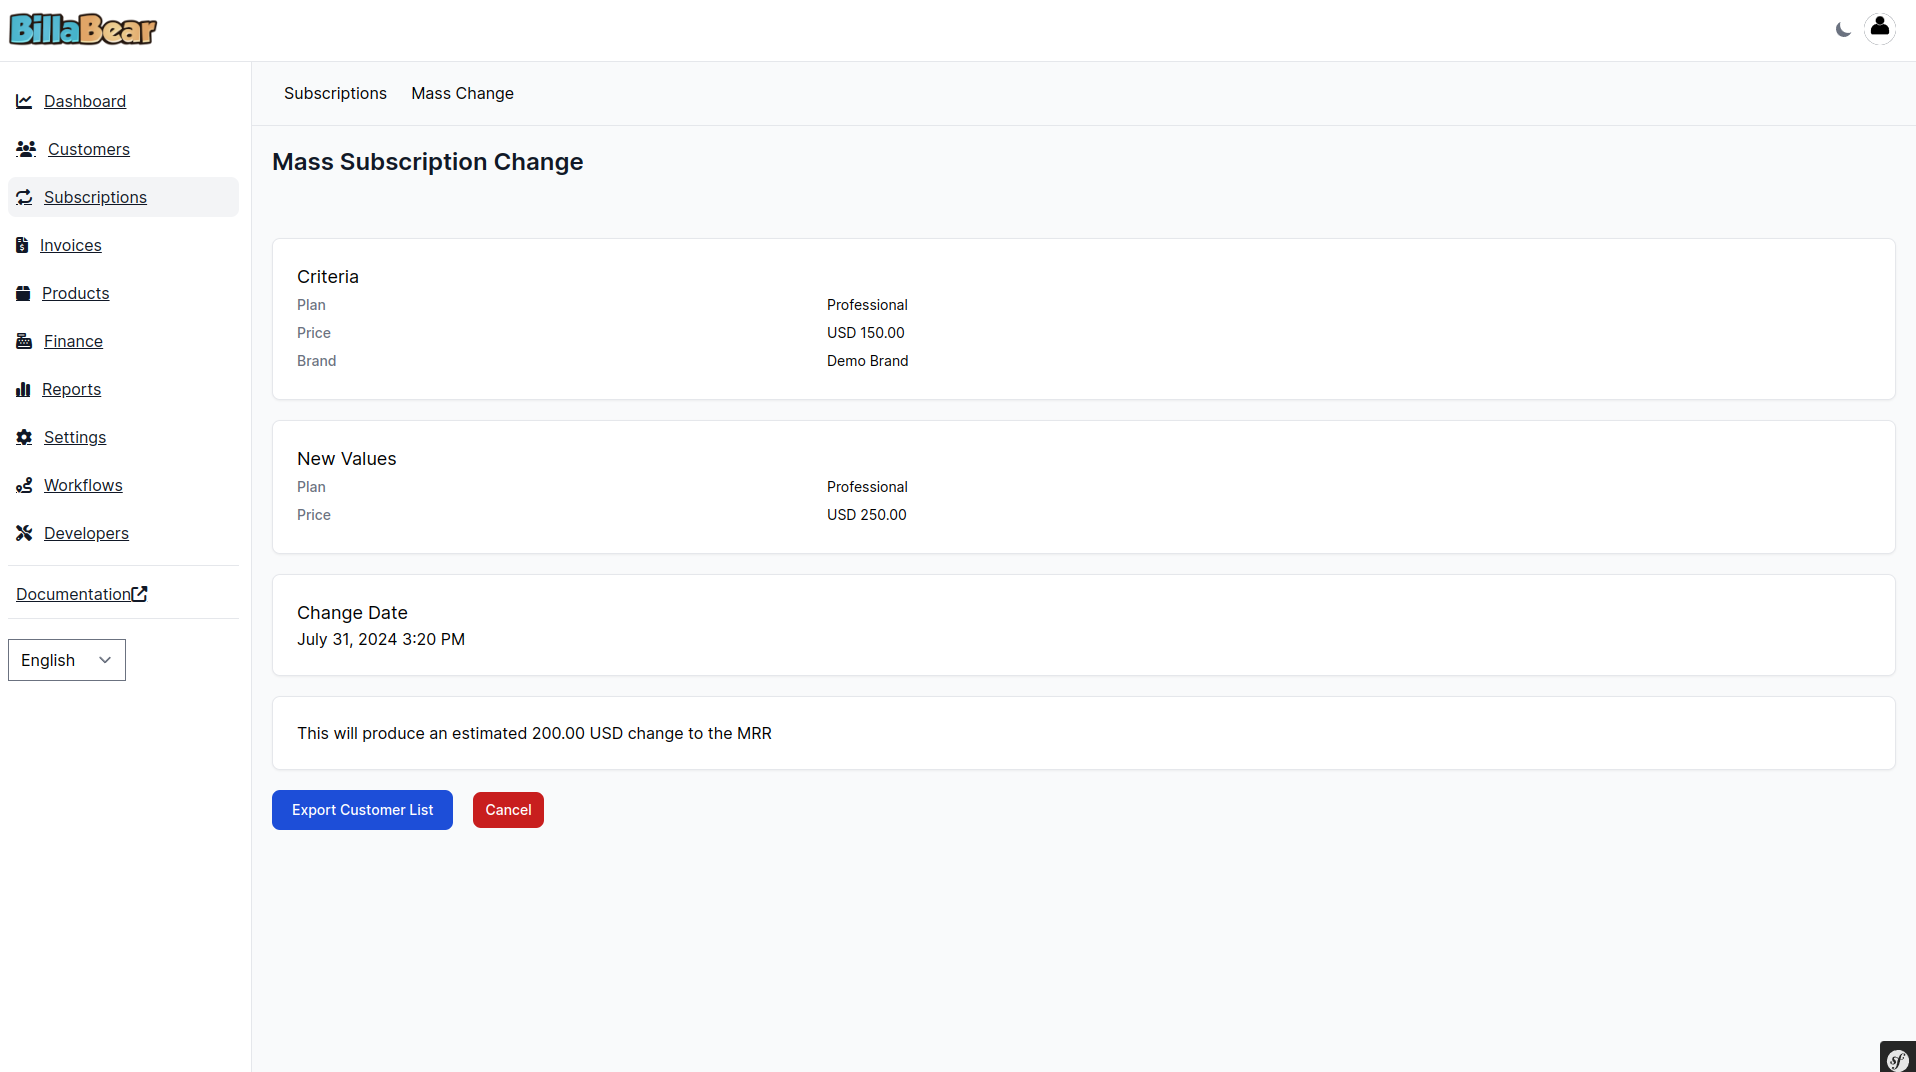 BillaBear
Dashboard
Customers
Subscriptions
Invoices
Products
Finance
Reports
Settings
Workflows
Developers
Documentation
English
Subscriptions Mass Change
Mass Subscription Change
Criteria
Plan Professional
Price USD 150.00
Brand Demo Brand
New Values
Plan Professional
Price USD 250.00
Change Date
July 31, 2024 3:20 PM
This will produce an estimated 200.00 USD change to the MRR
Export Customer List Cancel
sf